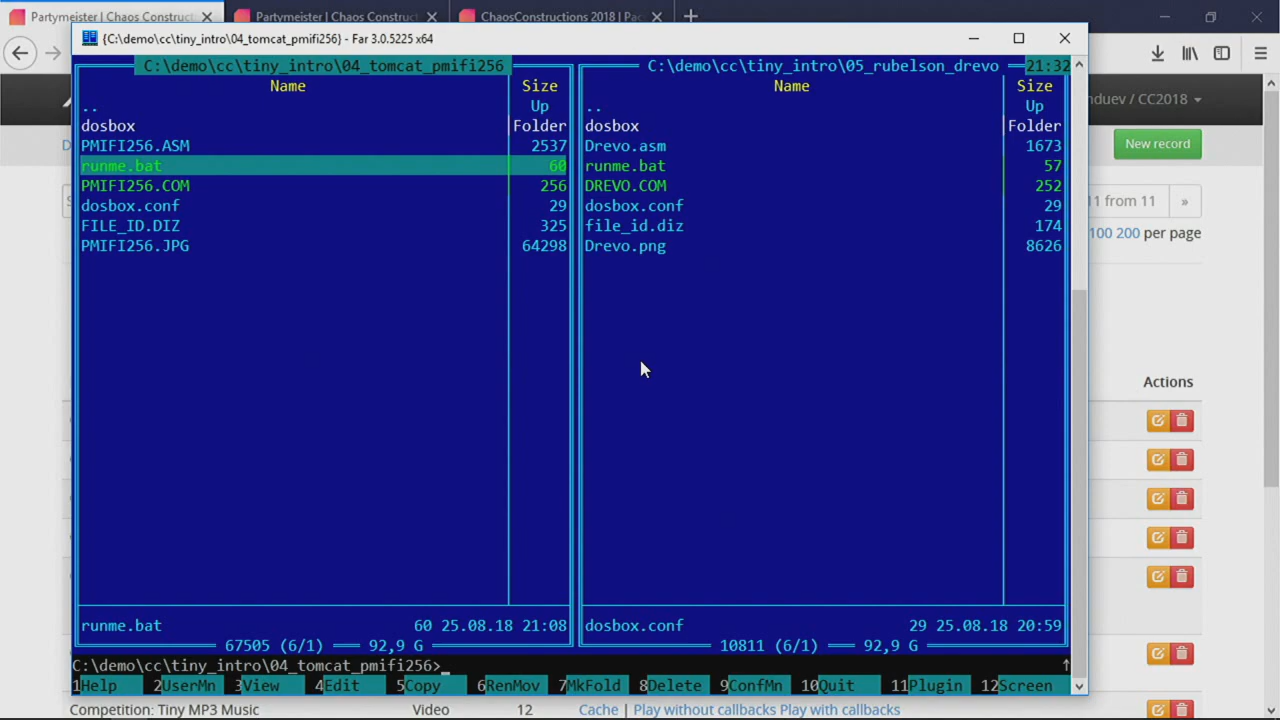 Partymeister | Chaos Construct
Partymeister | Chaos Construct
ChaosConstructions 2018 | Pac
{C:\demo\cc\tiny_intro\04_tomcat_pmifi256} - Far 3.0.5225 x64
C:\demo\cc\tiny_intro\04_tomcat_pmifi256
Name Size
.. Up
dosbox Folder
PMIFI256.ASM 2537
runme.bat 60
PMIFI256.COM 256
dosbox.conf 29
FILE_ID.DIZ 325
PMIFI256.JPG 64298
runme.bat 60 25.08.18 21:08
67505 (6/1) 92,9 G
C:\demo\cc\tiny_intro\05_rubelson_drevo 21:32
Name Size
.. Up
dosbox Folder
Drevo.asm 1673
runme.bat 57
DREVO.COM 252
dosbox.conf 29
file_id.diz 174
Drevo.png 8626
dosbox.conf 29 25.08.18 20:59
10811 (6/1) 92,9 G
C:\demo\cc\tiny_intro\04_tomcat_pmifi256>
1Help 2UserMn 3View 4Edit 5Copy 6RenMov 7MkFold 8Delete 9ConfMn 10Quit 11Plugin 12Screen
nduev / CC2018
New record
11 from 11 »
100 200 per page
Actions
Competition: Tiny MP3 Music Video 12 Cache | Play without callbacks Play with callbacks